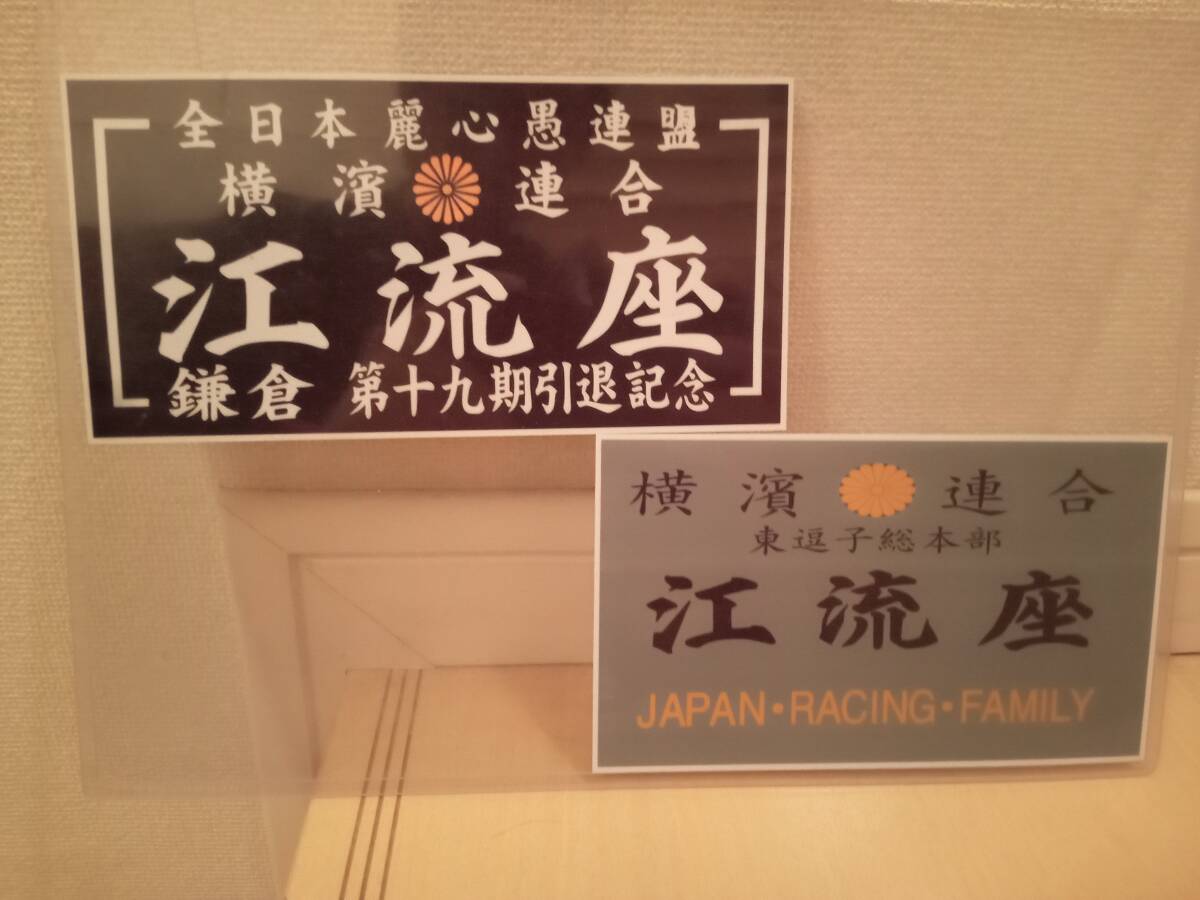 全日本麗心愚連盟
横濱連合
江流座
鎌倉 第十九期引退記念
横濱連合
東逗子総本部
江流座
JAPAN・RACING・FAMILY